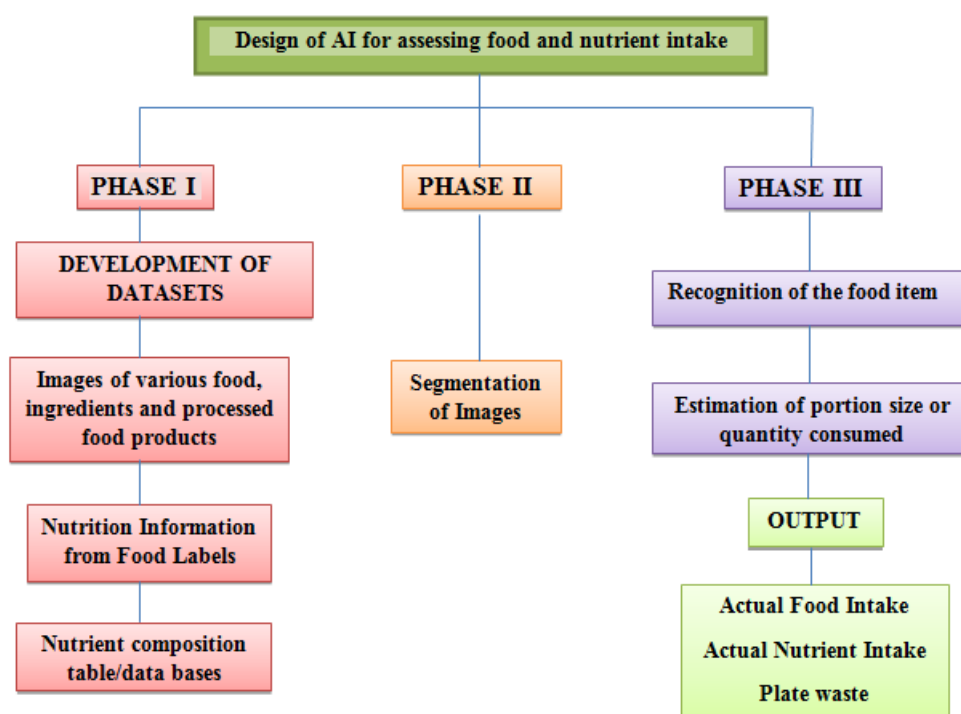 Design of AI for assessing food and nutrient intake
PHASE I
DEVELOPMENT OF
DATASETS
Images of various food,
ingredients and processed
food products
Nutrition Information
from Food Labels
Nutrient composition
table/data bases
PHASE II
Segmentation
of Images
PHASE III
Recognition of the food item
Estimation of portion size or
quantity consumed
OUTPUT
Actual Food Intake
Actual Nutrient Intake
Plate waste